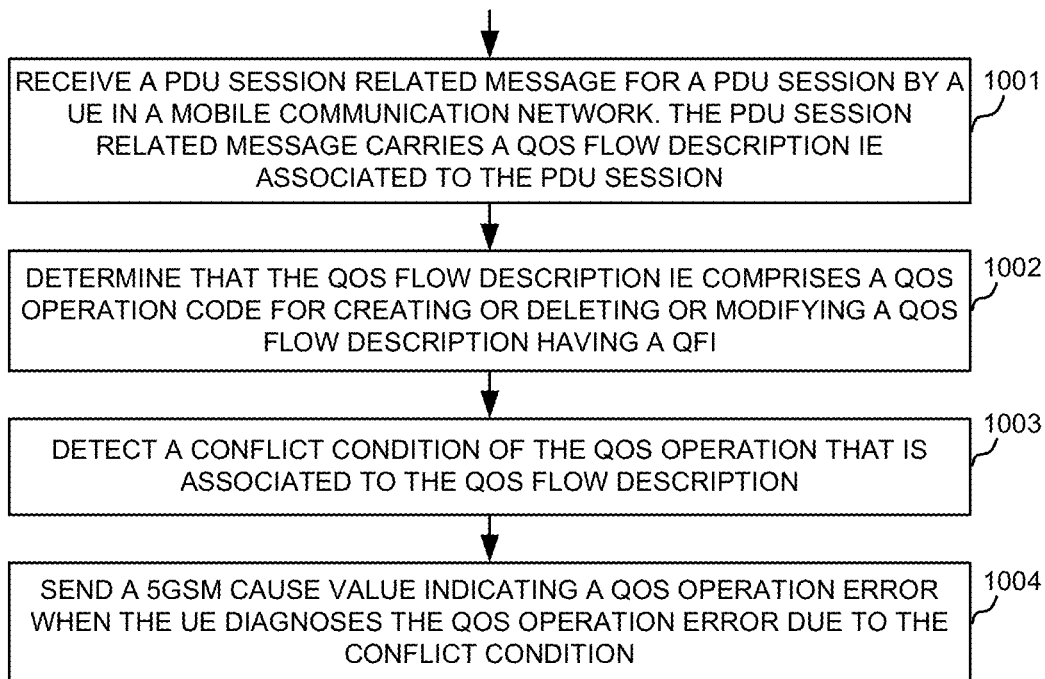 RECEIVE A PDU SESSION RELATED MESSAGE FOR A PDU SESSION BY A
UE IN A MOBILE COMMUNICATION NETWORK. THE PDU SESSION
RELATED MESSAGE CARRIES A QOS FLOW DESCRIPTION IE
ASSOCIATED TO THE PDU SESSION
1001
DETERMINE THAT THE QOS FLOW DESCRIPTION IE COMPRISES A QOS
OPERATION CODE FOR CREATING OR DELETING OR MODIFYING A QOS
FLOW DESCRIPTION HAVING A QFI
1002
DETECT A CONFLICT CONDITION OF THE QOS OPERATION THAT IS
ASSOCIATED TO THE QOS FLOW DESCRIPTION
1003
SEND A 5GSM CAUSE VALUE INDICATING A QOS OPERATION ERROR
WHEN THE UE DIAGNOSES THE QOS OPERATION ERROR DUE TO THE
CONFLICT CONDITION
1004